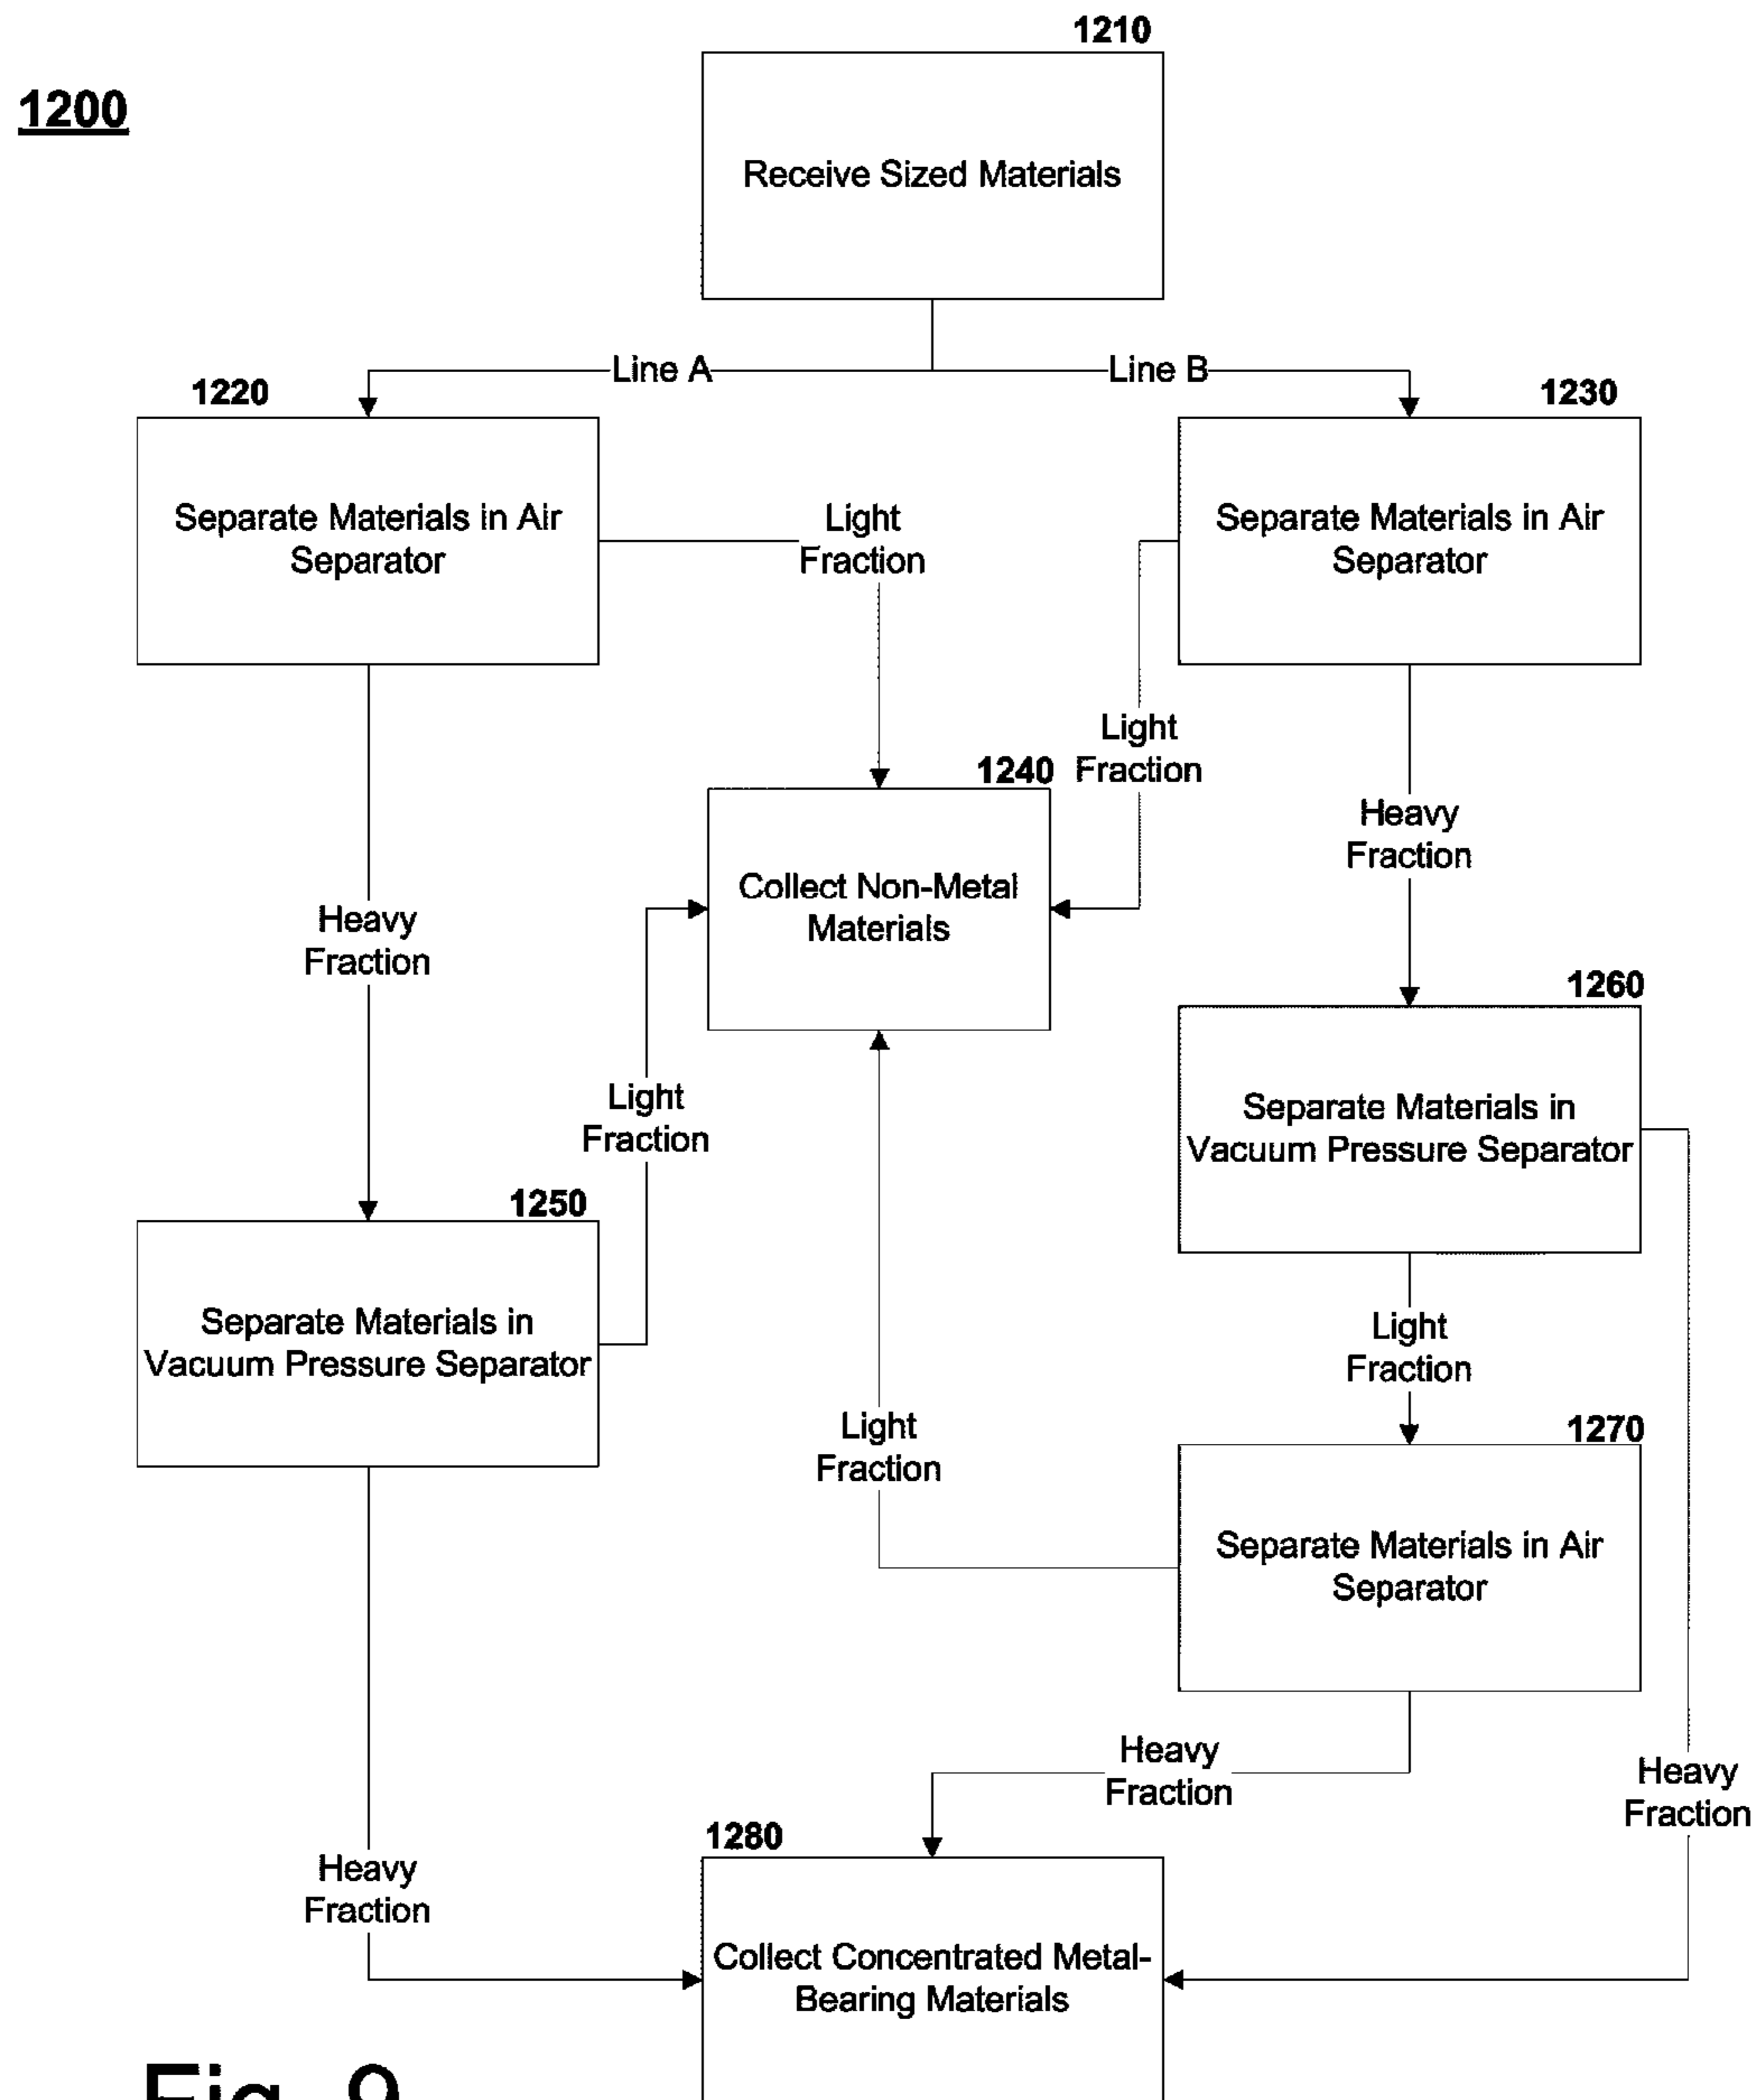 1200
1210
Receive Sized Materials
Line A
Line B
1220
Separate Materials in Air
Separator
1230
Separate Materials in Air
Separator
Light
Fraction
Light
Fraction
Heavy
Fraction
1240
Collect Non-Metal
Materials
Heavy
Fraction
1260
Separate Materials in
Vacuum Pressure Separator
Light
Fraction
1250
Separate Materials in
Vacuum Pressure Separator
Light
Fraction
1270
Separate Materials in Air
Separator
Light
Fraction
Heavy
Fraction
Heavy
Fraction
Heavy
Fraction
1280
Collect Concentrated Metal-
Bearing Materials
Fig. 9